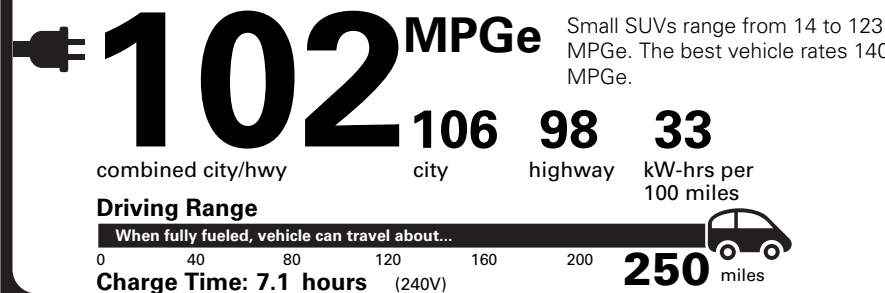 102 MPGe
Small SUVs range from 14 to 123
MPGe. The best vehicle rates 140
MPGe.
combined city/hwy
106 98 33
city highway kW-hrs per
100 miles
Driving Range
When fully fueled, vehicle can travel about...
0 40 80 120 160 200 250 miles
Charge Time: 7.1 hours (240V)